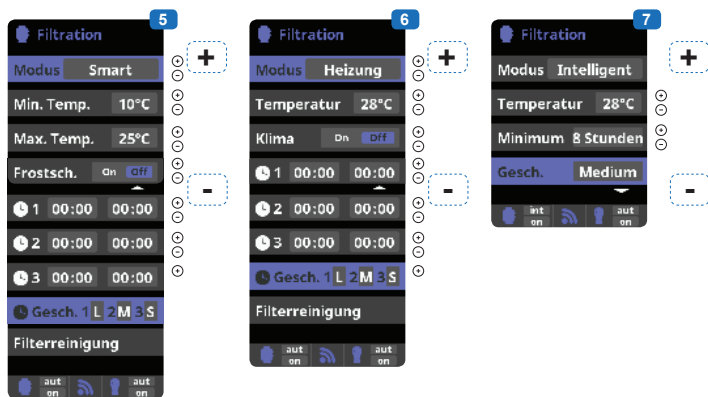 5
Filtration
Modus Smart
Min. Temp. 10°C
Max. Temp. 25°C
Frostsch. On Off
1 00:00 00:00
2 00:00 00:00
3 00:00 00:00
Gesch. 1 L 2 M 3 S
Filterreinigung
aut on aut on
+
-
6
Filtration
Modus Heizung
Temperatur 28°C
Klima On Off
1 00:00 00:00
2 00:00 00:00
3 00:00 00:00
Gesch. 1 L 2 M 3 S
Filterreinigung
aut on aut on
+
-
7
Filtration
Modus Intelligent
Temperatur 28°C
Minimum 8 Stunden
Gesch. Medium
int on aut on
+
-